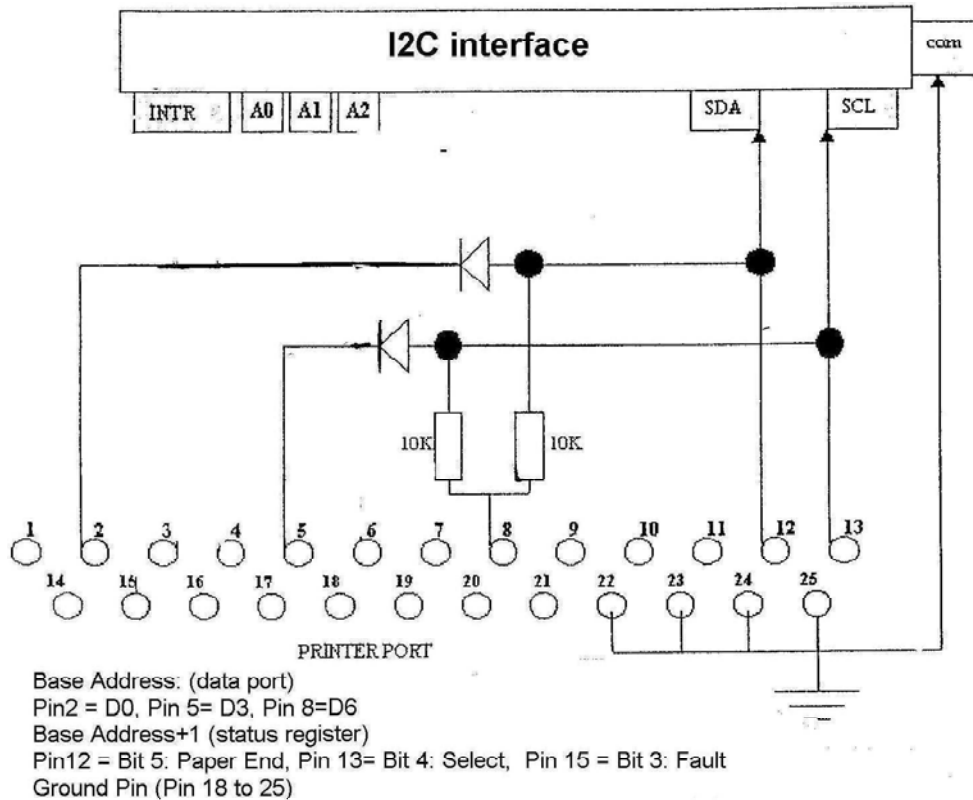 I2C interface
com
INTR A0 A1 A2 SDA SCL
10K 10K
1 2 3 4 5 6 7 8 9 10 11 12 13
14 15 16 17 18 19 20 21 22 23 24 25
PRINTER PORT
Base Address: (data port)
Pin2 = D0, Pin 5= D3, Pin 8=D6
Base Address+1 (status register)
Pin12 = Bit 5: Paper End, Pin 13= Bit 4: Select, Pin 15 = Bit 3: Fault
Ground Pin (Pin 18 to 25)